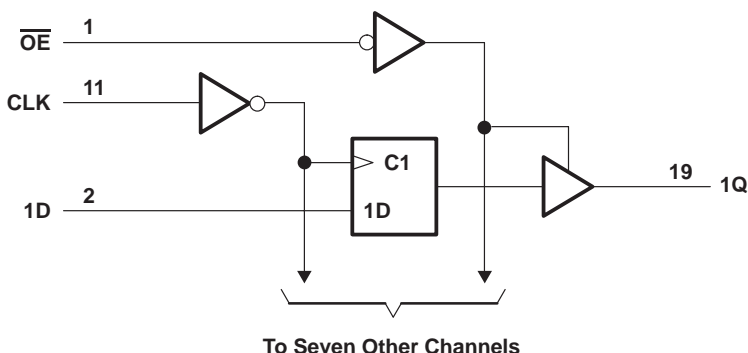 OE 1
CLK 11
C1
1D 2 1D
19 1Q
To Seven Other Channels